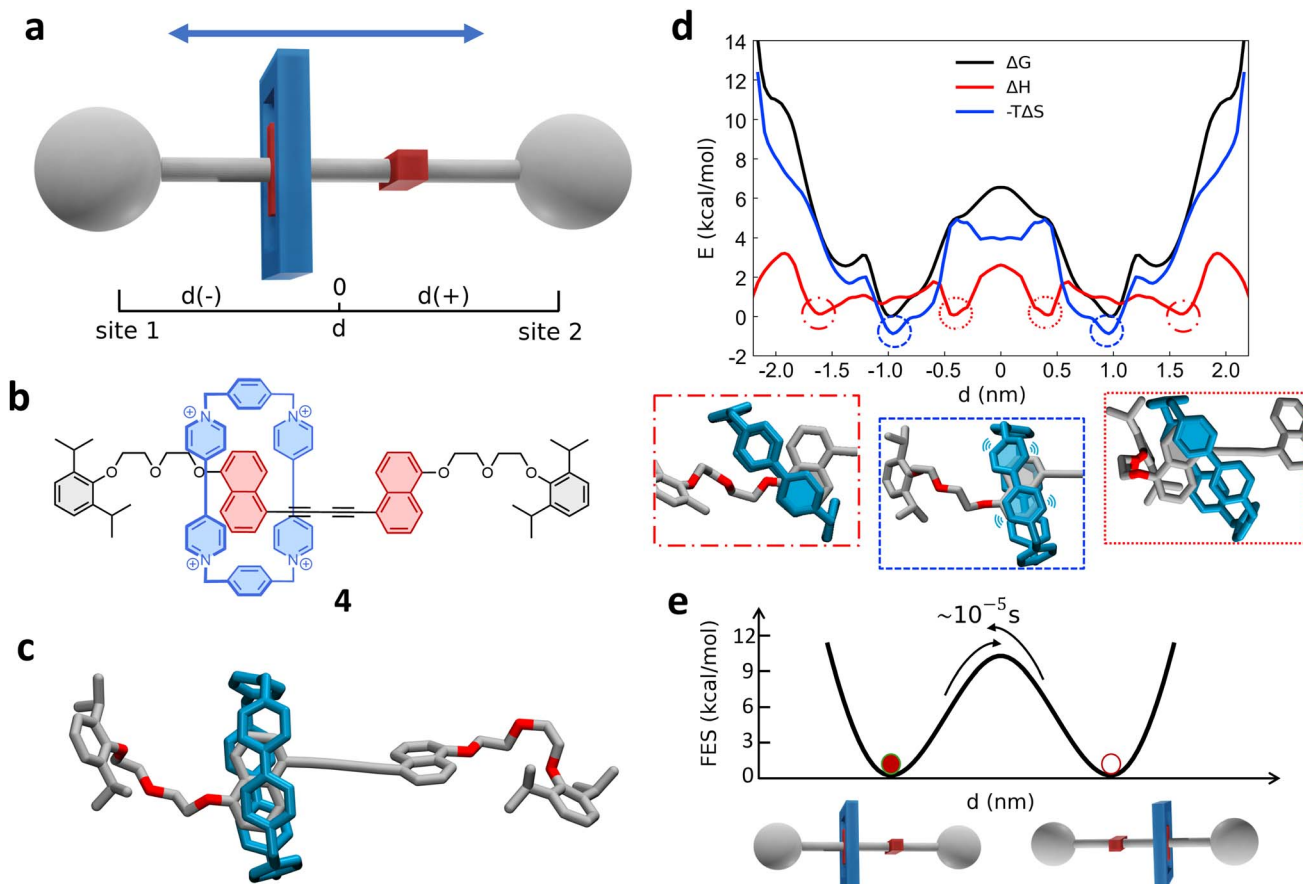 a
d(-)
0
d(+)
site 1
d
site 2
b
N
⊕
N
⊕
O
O
O
O
O
O
N
⊕
N
⊕
4
c
d
E (kcal/mol)
14
12
10
8
6
4
2
0
-2
ΔG
ΔH
-TΔS
-2.0 -1.5 -1.0 -0.5 0 0.5 1.0 1.5 2.0
d (nm)
e
~10⁻⁵s
FES (kcal/mol)
12
9
6
3
0
d (nm)